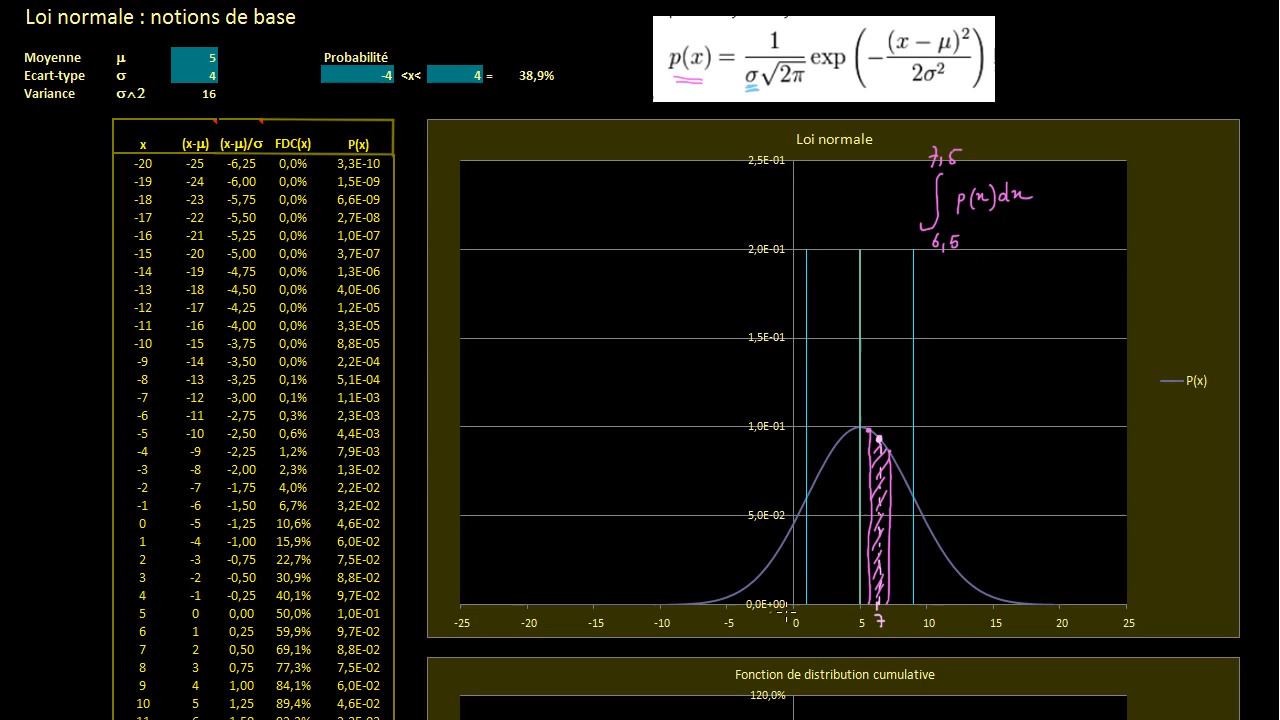 Loi normale : notions de base
Moyenne μ 5
Ecart-type σ 4
Variance σ^2 16
Probabilité
-4 <x< 4 = 38,9%
p(x) = 1/(σ√2π) exp(−(x − μ)²/2σ²)
x (x-μ) (x-μ)/σ FDC(x) P(x)
-20 -25 -6,25 0,0% 3,3E-10
-19 -24 -6,00 0,0% 1,5E-09
-18 -23 -5,75 0,0% 6,6E-09
-17 -22 -5,50 0,0% 2,7E-08
-16 -21 -5,25 0,0% 1,0E-07
-15 -20 -5,00 0,0% 3,7E-07
-14 -19 -4,75 0,0% 1,3E-06
-13 -18 -4,50 0,0% 4,0E-06
-12 -17 -4,25 0,0% 1,2E-05
-11 -16 -4,00 0,0% 3,3E-05
-10 -15 -3,75 0,0% 8,8E-05
-9 -14 -3,50 0,0% 2,2E-04
-8 -13 -3,25 0,1% 5,1E-04
-7 -12 -3,00 0,1% 1,1E-03
-6 -11 -2,75 0,3% 2,3E-03
-5 -10 -2,50 0,6% 4,4E-03
-4 -9 -2,25 1,2% 7,9E-03
-3 -8 -2,00 2,3% 1,3E-02
-2 -7 -1,75 4,0% 2,2E-02
-1 -6 -1,50 6,7% 3,2E-02
0 -5 -1,25 10,6% 4,6E-02
1 -4 -1,00 15,9% 6,0E-02
2 -3 -0,75 22,7% 7,5E-02
3 -2 -0,50 30,9% 8,8E-02
4 -1 -0,25 40,1% 9,7E-02
5 0 0,00 50,0% 1,0E-01
6 1 0,25 59,9% 9,7E-02
7 2 0,50 69,1% 8,8E-02
8 3 0,75 77,3% 7,5E-02
9 4 1,00 84,1% 6,0E-02
10 5 1,25 89,4% 4,6E-02
Loi normale
2,5E-01
2,0E-01
1,5E-01
1,0E-01
5,0E-02
0,0E+00
-25 -20 -15 -10 -5 0 5 10 15 20 25
7,5
∫ p(x)dx
6,5
7
P(x)
Fonction de distribution cumulative
120,0%